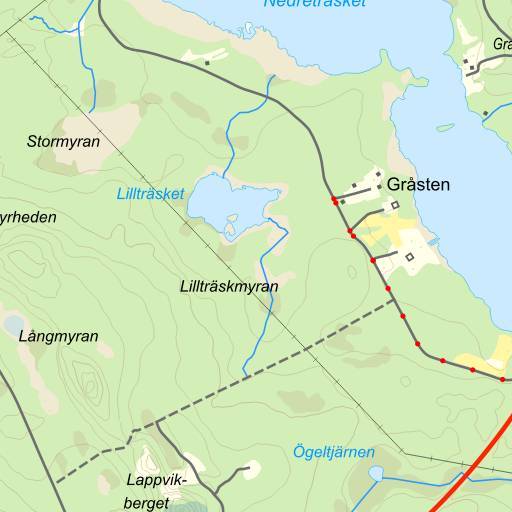 Nedreträsket
Grå
Stormyran
Lillträsket
Gråsten
yrheden
Lillträskmyran
Långmyran
Ögeltjärnen
Lappvik-
berget